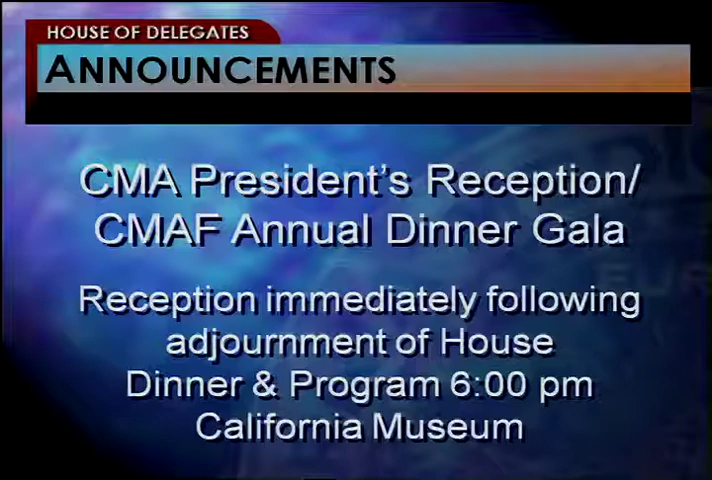 HOUSE OF DELEGATES
ANNOUNCEMENTS
CMA President's Reception/
CMAF Annual Dinner Gala
Reception immediately following
adjournment of House
Dinner & Program 6:00 pm
California Museum